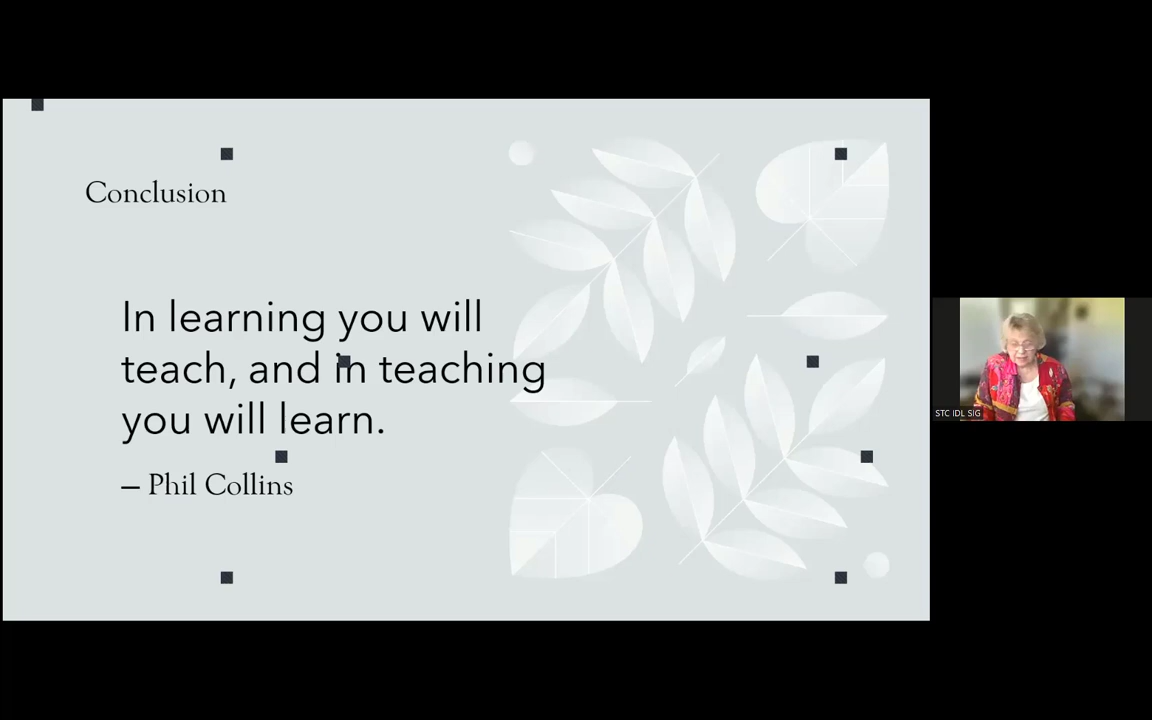 Conclusion
In learning you will
teach, and in teaching
you will learn.
— Phil Collins
STC IDL SIG